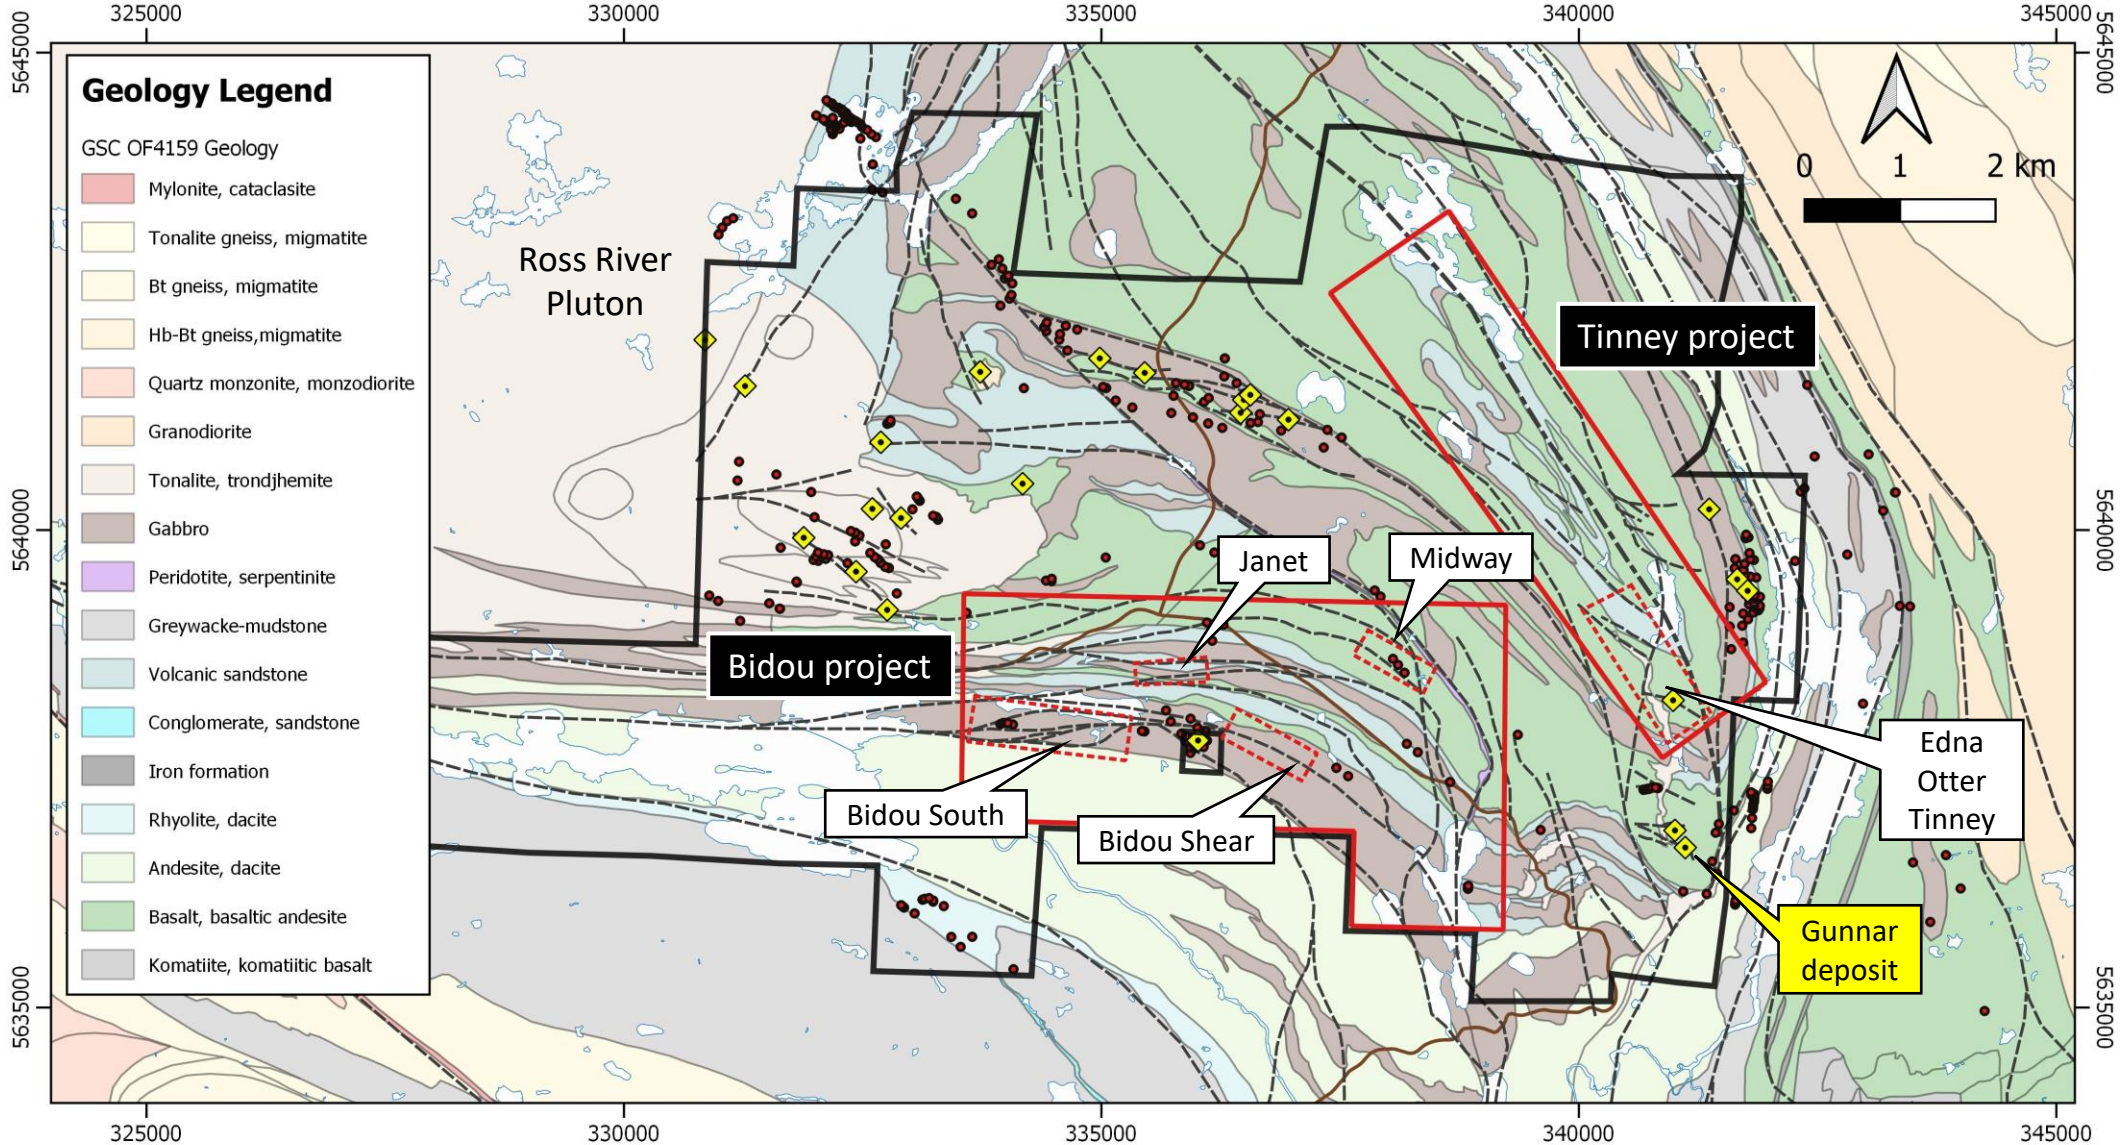 325000
330000
335000
340000
345000
5645000
5645000
Geology Legend
GSC OF4159 Geology
Mylonite, cataclasite
Tonalite gneiss, migmatite
Bt gneiss, migmatite
Hb-Bt gneiss,migmatite
Quartz monzonite, monzodiorite
Granodiorite
Tonalite, trondjhemite
Gabbro
Peridotite, serpentinite
Greywacke-mudstone
Volcanic sandstone
Conglomerate, sandstone
Iron formation
Rhyolite, dacite
Andesite, dacite
Basalt, basaltic andesite
Komatiite, komatiitic basalt
0 1 2 km
Ross River
Pluton
Tinney project
5640000
5640000
Janet
Midway
Bidou project
Edna
Otter
Tinney
Bidou South
Bidou Shear
Gunnar
deposit
5635000
5635000
325000
330000
335000
340000
345000